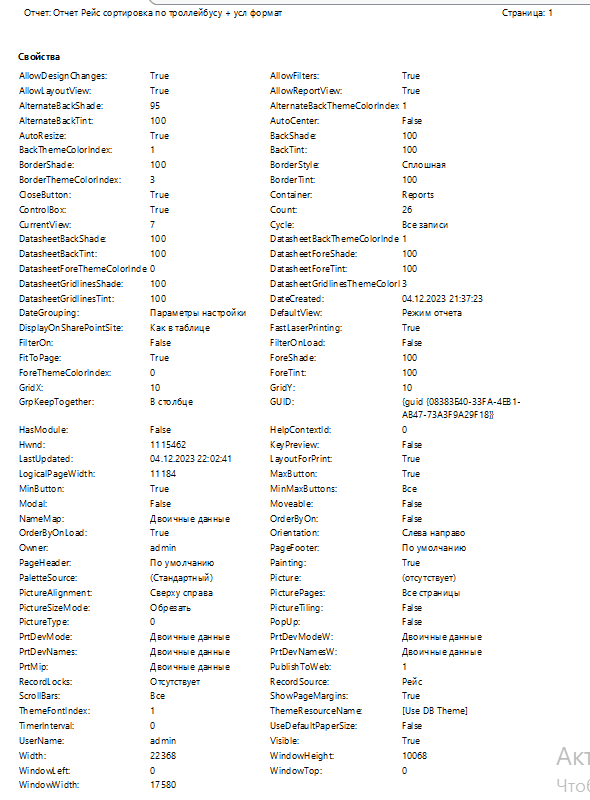 Отчет: Отчет Рейс сортировка по троллейбусу + усл формат Страница: 1
Свойства
AllowDesignChanges: True AllowFilters: True
AllowLayoutView: True AllowReportView: True
AlternateBackShade: 95 AlternateBackThemeColorIndex 1
AlternateBackTint: 100 AutoCenter: False
AutoResize: True BackShade: 100
BackThemeColorIndex: 1 BackTint: 100
BorderShade: 100 BorderStyle: Сплошная
BorderThemeColorIndex: 3 BorderTint: 100
CloseButton: True Container: Reports
ControlBox: True Count: 26
CurrentView: 7 Cycle: Все записи
DatasheetBackShade: 100 DatasheetBackThemeColorInde 1
DatasheetBackTint: 100 DatasheetForeShade: 100
DatasheetForeThemeColorInde 0 DatasheetForeTint: 100
DatasheetGridlinesShade: 100 DatasheetGridlinesThemeColorI 3
DatasheetGridlinesTint: 100 DateCreated: 04.12.2023 21:37:23
DateGrouping: Параметры настройки DefaultView: Режим отчета
DisplayOnSharePointSite: Как в таблице FastLaserPrinting: True
FilterOn: False FilterOnLoad: False
FitToPage: True ForeShade: 100
ForeThemeColorIndex: 0 ForeTint: 100
GridX: 10 GridY: 10
GrpKeepTogether: В столбце GUID: {guid {08383E40-33FA-4EB1-
AB47-73A3F9A29F18}}
HasModule: False HelpContextId: 0
Hwnd: 1115462 KeyPreview: False
LastUpdated: 04.12.2023 22:02:41 LayoutForPrint: True
LogicalPageWidth: 11184 MaxButton: True
MinButton: True MinMaxButtons: Все
Modal: False Moveable: False
NameMap: Двоичные данные OrderByOn: False
OrderByOnLoad: True Orientation: Слева направо
Owner: admin PageFooter: По умолчанию
PageHeader: По умолчанию Painting: True
PaletteSource: (Стандартный) Picture: (отсутствует)
PictureAlignment: Сверху справа PicturePages: Все страницы
PictureSizeMode: Обрезать PictureTiling: False
PictureType: 0 PopUp: False
PrtDevMode: Двоичные данные PrtDevModeW: Двоичные данные
PrtDevNames: Двоичные данные PrtDevNamesW: Двоичные данные
PrtMip: Двоичные данные PublishToWeb: 1
RecordLocks: Отсутствует RecordSource: Рейс
ScrollBars: Все ShowPageMargins: True
ThemeFontIndex: 1 ThemeResourceName: [Use DB Theme]
TimerInterval: 0 UseDefaultPaperSize: False
UserName: admin Visible: True
Width: 22368 WindowHeight: 10068
WindowLeft: 0 WindowTop: 0
WindowWidth: 17580
Акт
Чтоб